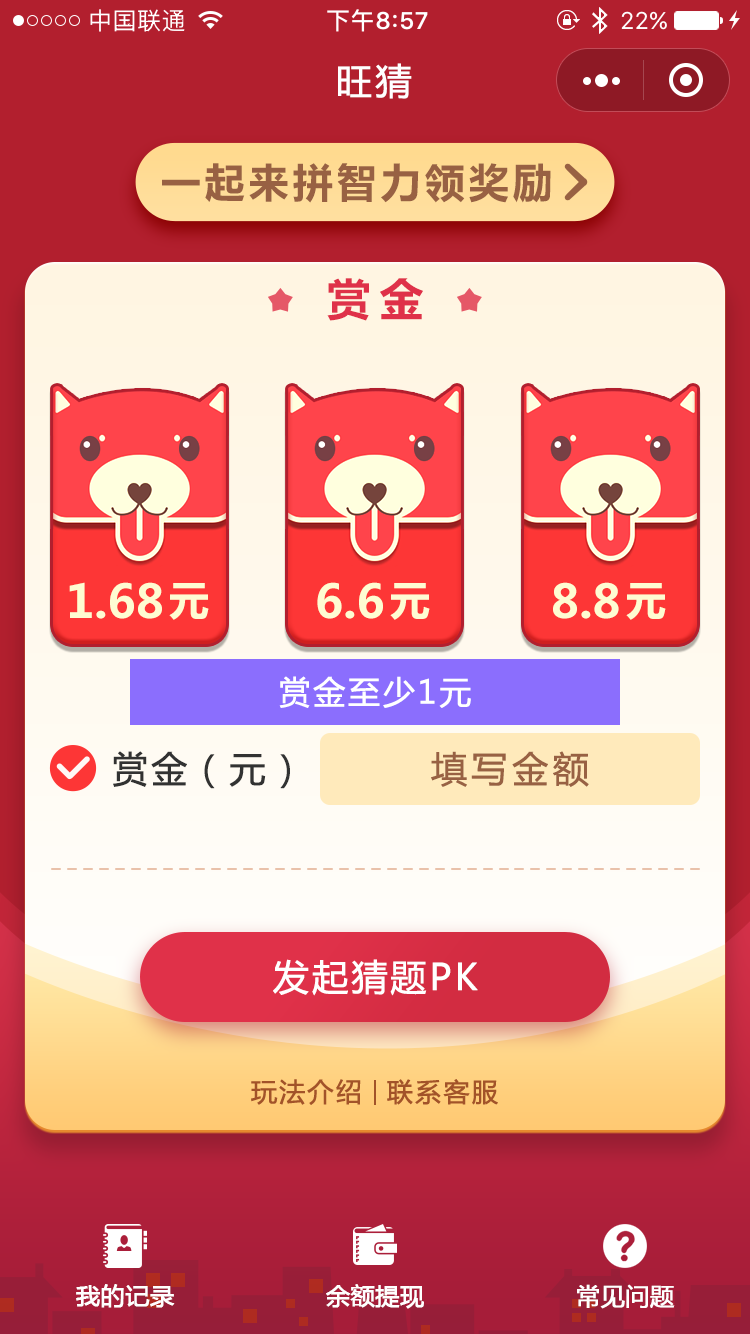 中国联通 下午8:57 22%
旺猜
一起来拼智力领奖励
赏金
1.68元 6.6元 8.8元
赏金至少1元
赏金(元) 填写金额
发起猜题PK
玩法介绍|联系客服
我的记录 余额提现 常见问题